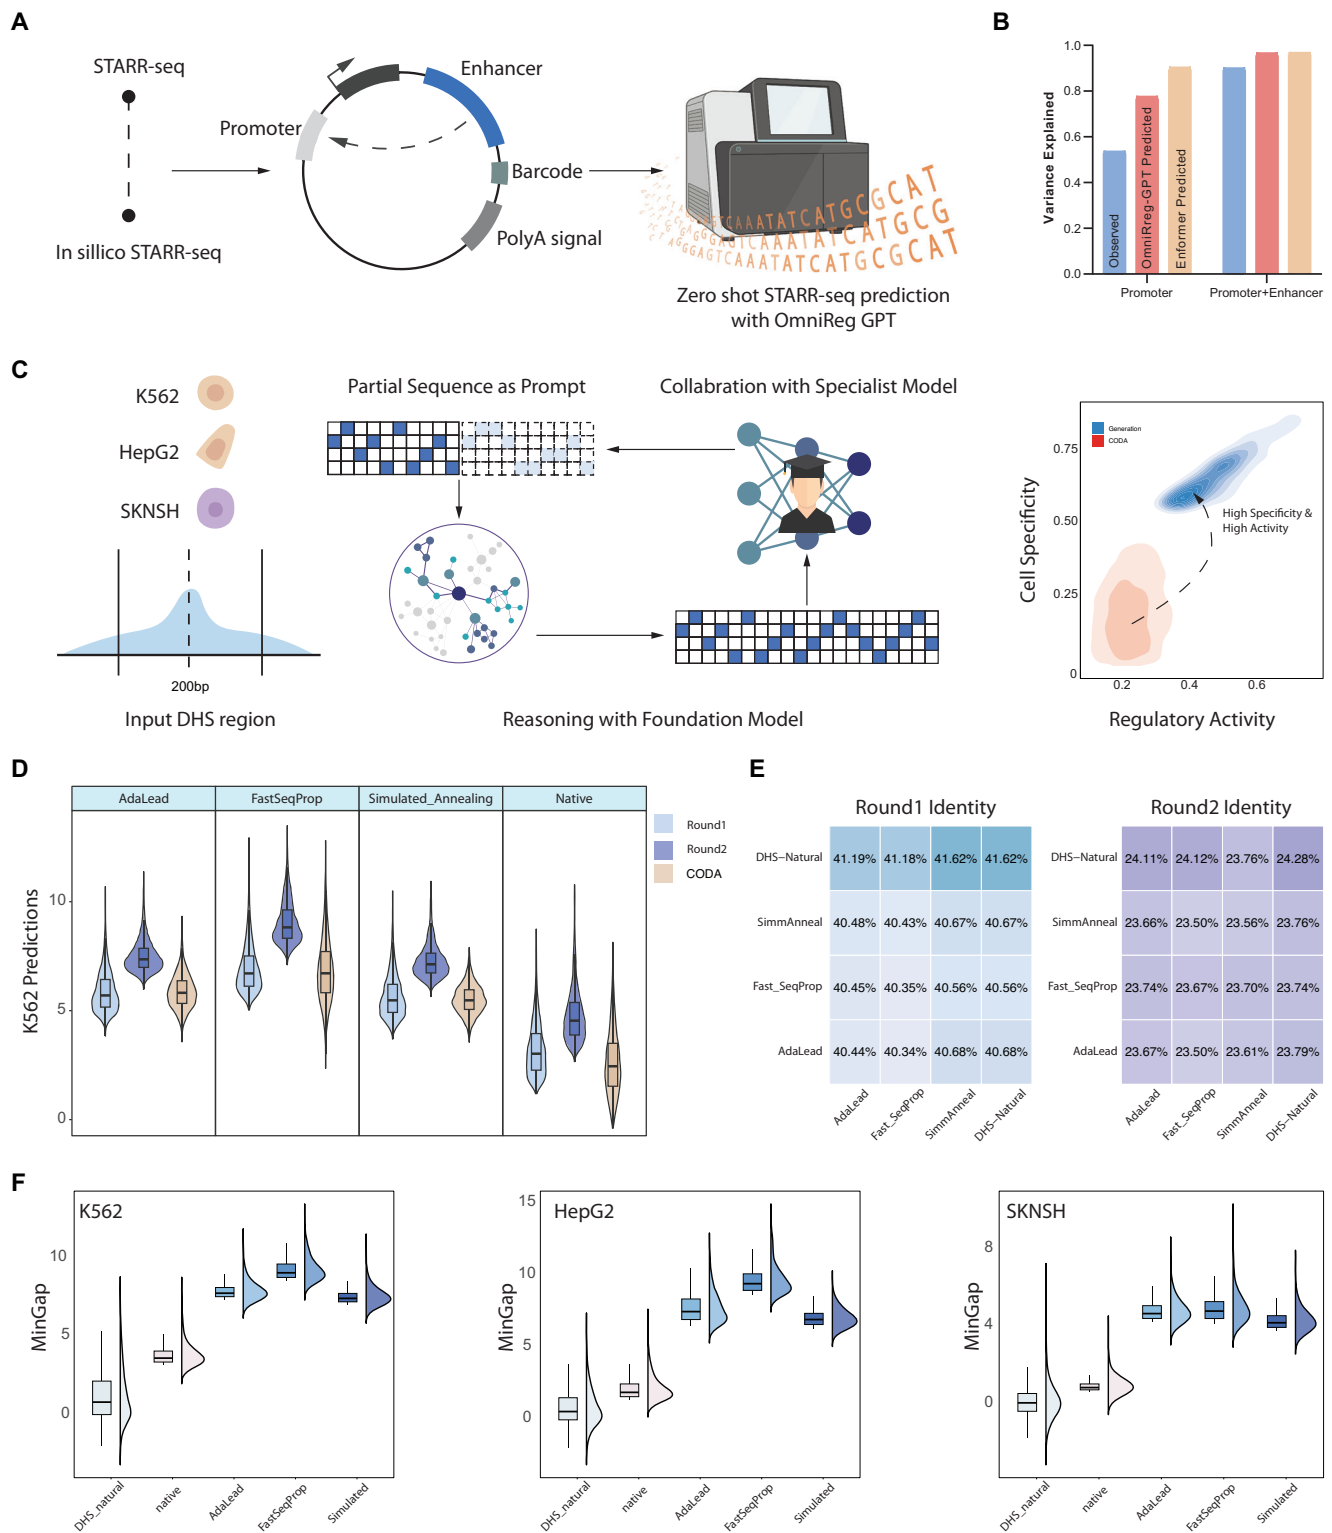 A
STARR-seq
In sillico STARR-seq
Promoter
Enhancer
Barcode
PolyA signal
GGGAGTCAAATATCATGCGCAT
Zero shot STARR-seq prediction
with OmniReg GPT
B
Variance Explained
1.0
0.8
0.6
0.4
0.2
0.0
Observed
OmniRreg-GPT Predicted
Enformer Predicted
Promoter
Promoter+Enhancer
C
K562
HepG2
SKNSH
200bp
Input DHS region
Partial Sequence as Prompt
Collabration with Specialist Model
Reasoning with Foundation Model
Cell Specificity
0.75
0.50
0.25
0
Generation
CODA
High Specificity &
High Activity
0.2
0.4
0.6
Regulatory Activity
D
AdaLead
FastSeqProp
Simulated_Annealing
Native
K562 Predictions
10
5
0
Round1
Round2
CODA
E
Round1 Identity
DHS−Natural 41.19% 41.18% 41.62% 41.62%
SimmAnneal 40.48% 40.43% 40.67% 40.67%
Fast_SeqProp 40.45% 40.35% 40.56% 40.56%
AdaLead 40.44% 40.34% 40.68% 40.68%
AdaLead
Fast_SeqProp
SimmAnneal
DHS−Natural
Round2 Identity
DHS−Natural 24.11% 24.12% 23.76% 24.28%
SimmAnneal 23.66% 23.50% 23.56% 23.76%
Fast_SeqProp 23.74% 23.67% 23.70% 23.74%
AdaLead 23.67% 23.50% 23.61% 23.79%
AdaLead
Fast_SeqProp
SimmAnneal
DHS−Natural
F
K562
MinGap
10
5
0
DHS_natural
native
AdaLead
FastSeqProp
Simulated
HepG2
MinGap
15
10
5
0
DHS_natural
native
AdaLead
FastSeqProp
Simulated
SKNSH
MinGap
8
4
0
DHS_natural
native
AdaLead
FastSeqProp
Simulated